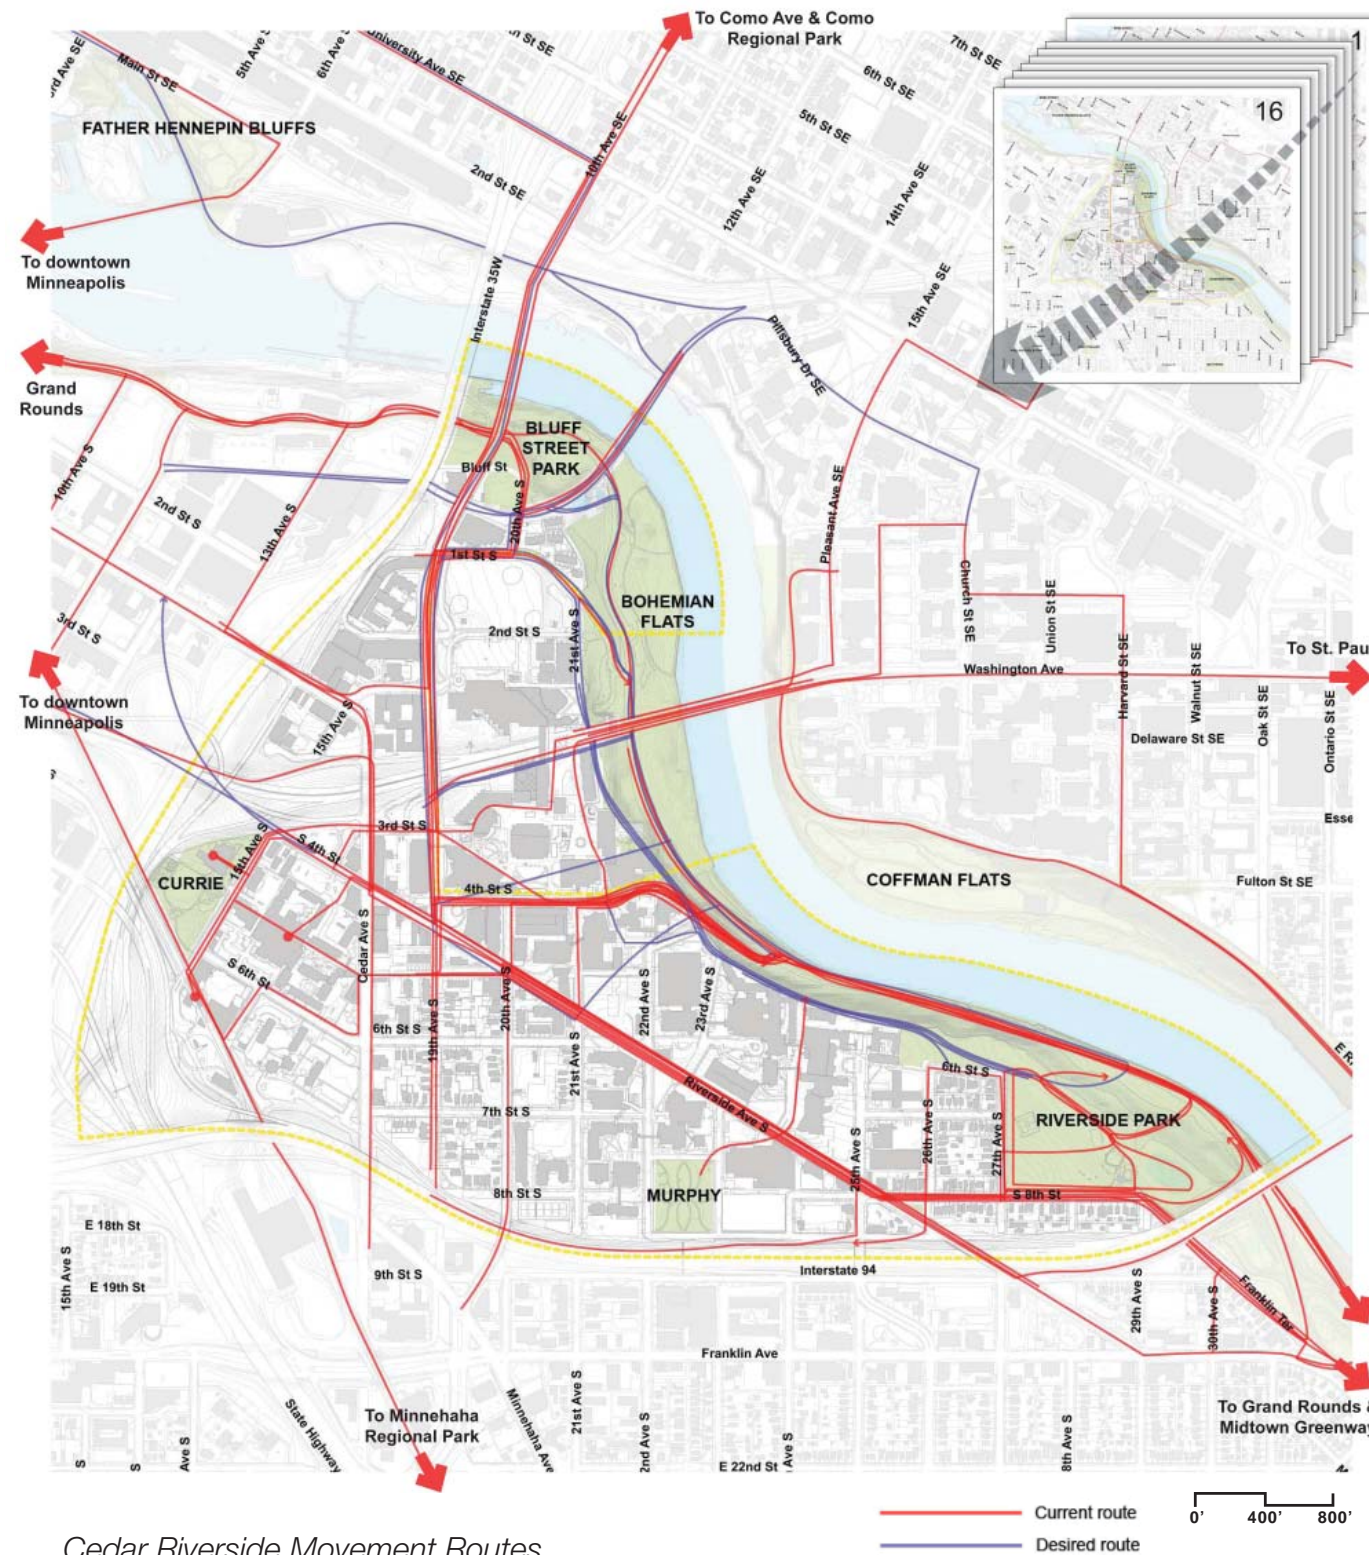 To Como Ave & Como
Regional Park
5th Ave S
6th Ave
University Ave SE
Main St SE
7th St SE
6th St SE
5th St SE
16
FATHER HENNEPIN BLUFFS
10th Ave SE
2nd St SE
12th Ave SE
14th Ave SE
To downtown
Minneapolis
Interstate 35W
15th Ave SE
Pillsbury Dr SE
Grand
Rounds
BLUFF
STREET
PARK
Bluff St
10th Ave S
2nd St S
13th Ave S
20th Ave S
Pleasant Ave SE
1st St S
BOHEMIAN
FLATS
Church St SE
Union St SE
3rd St S
2nd St S
21st Ave S
To St. Pau
Washington Ave
Harvard St SE
Walnut St SE
Oak St SE
Ontario St SE
To downtown
Minneapolis
15th Ave S
Delaware St SE
3rd St S
Esse
S 4th St
15th Ave S
CURRIE
4th St S
COFFMAN FLATS
Fulton St SE
Cedar Ave S
S 6th St
20th Ave S
22nd Ave S
23rd Ave S
6th St S
19th Ave S
21st Ave S
E R.
6th St S
7th St S
Riverside Ave S
RIVERSIDE PARK
26th Ave S
27th Ave S
25th Ave S
8th St S
MURPHY
S 8th St
E 18th St
15th Ave S
E 19th St
9th St S
Interstate 94
29th Ave S
30th Ave S
Franklin Ter
Franklin Ave
To Minnehaha
Regional Park
State Highway
Minnehaha Ave
21st Ave S
2nd Ave S
8th Ave S
To Grand Rounds &
Midtown Greenway
Ave S
E 22nd St
Current route
0' 400' 800'
Desired route
Cedar Riverside Movement Routes